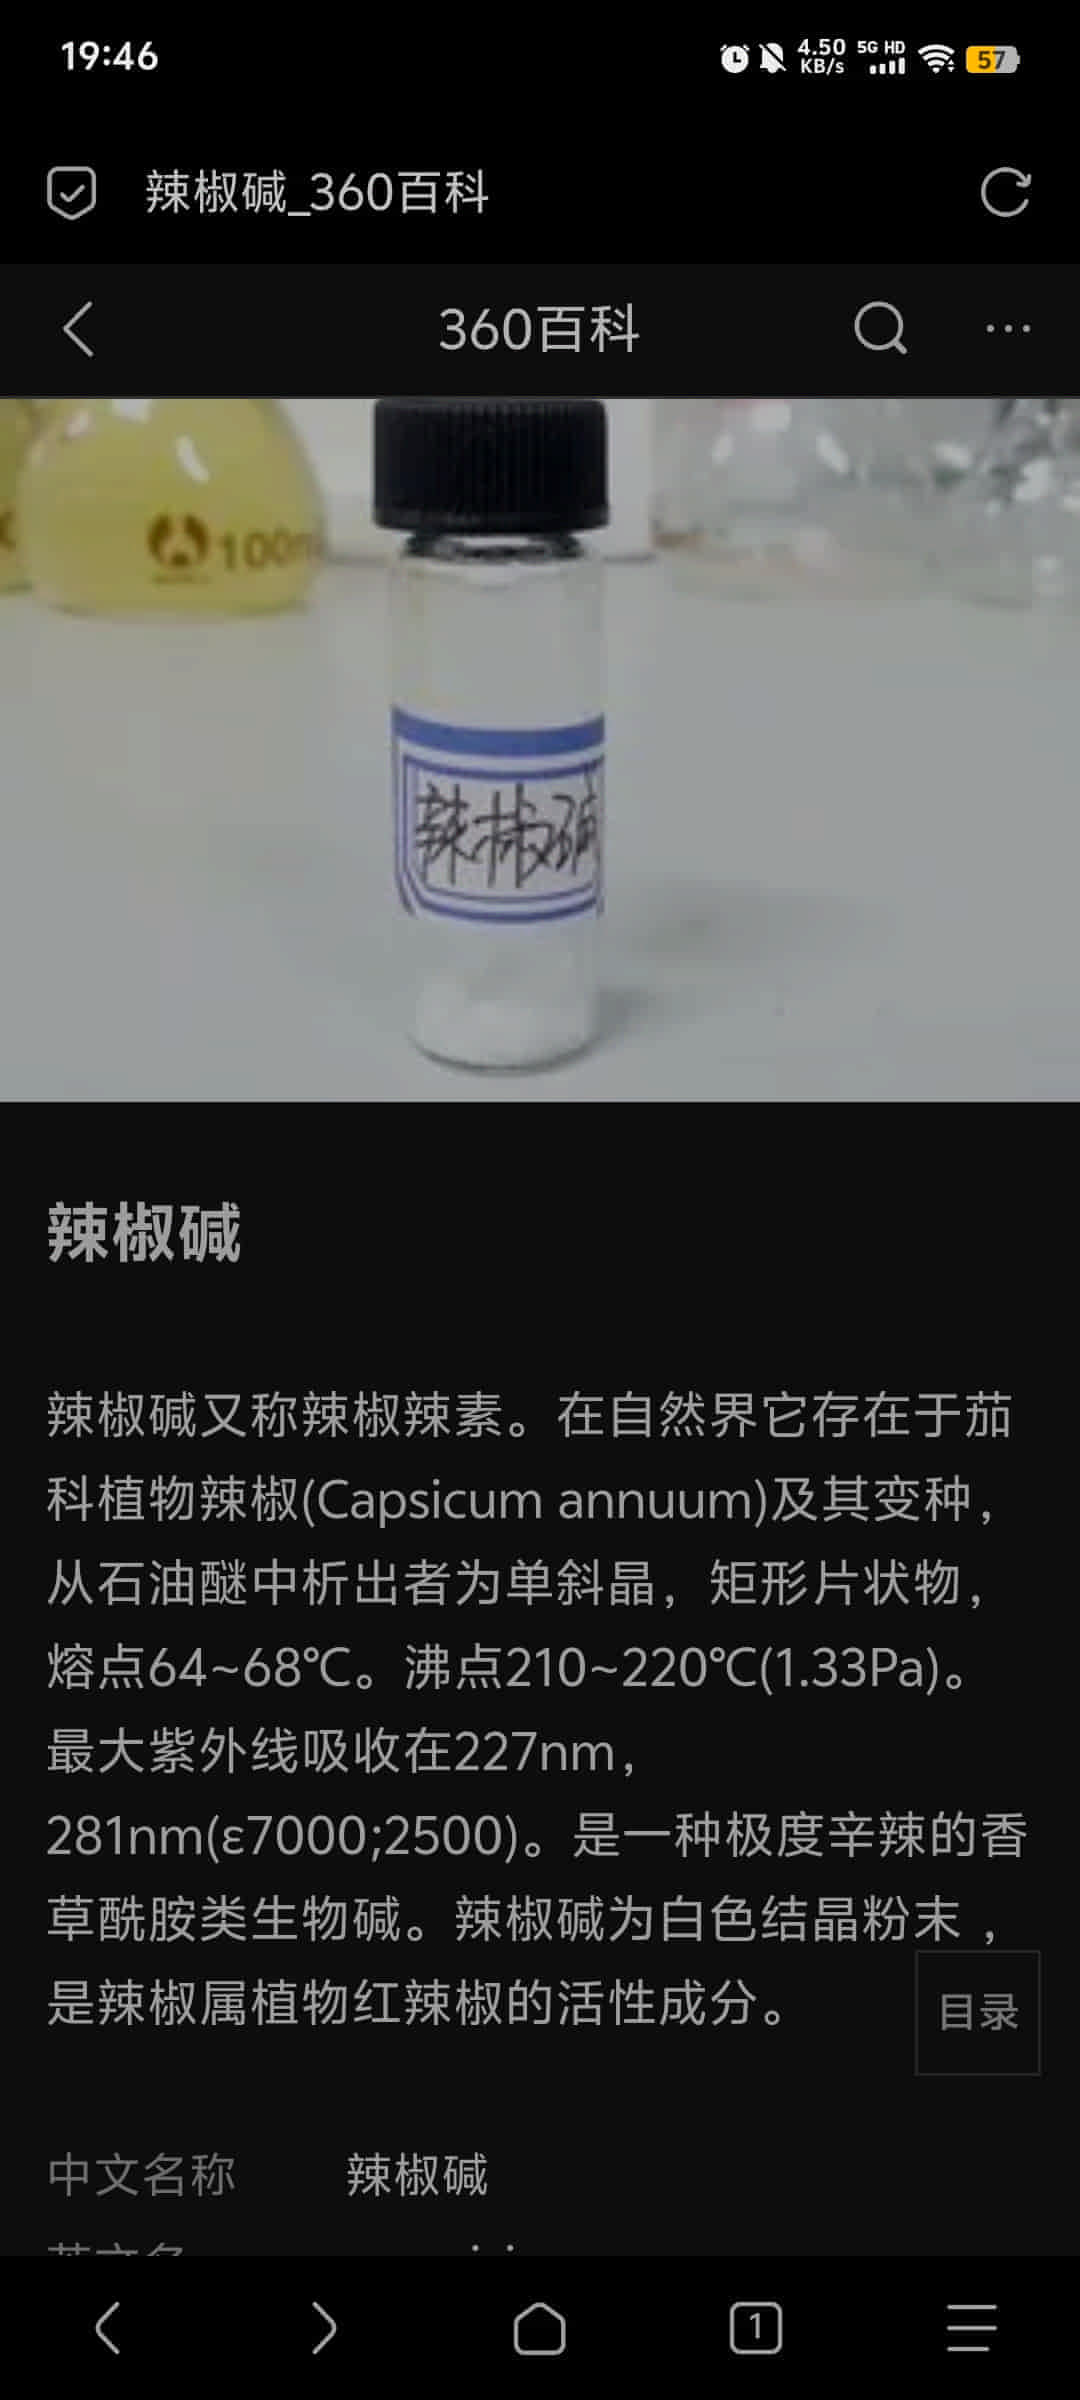 19:46
4.50 KB/s 5G HD 57
辣椒碱_360百科
360百科
100
辣椒碱
辣椒碱
辣椒碱又称辣椒辣素。在自然界它存在于茄
科植物辣椒(Capsicum annuum)及其变种，
从石油醚中析出者为单斜晶，矩形片状物，
熔点64~68℃。沸点210~220℃(1.33Pa)。
最大紫外线吸收在227nm，
281nm(ε7000;2500)。是一种极度辛辣的香
草酰胺类生物碱。辣椒碱为白色结晶粉末，
是辣椒属植物红辣椒的活性成分。
目录
中文名称 辣椒碱
1